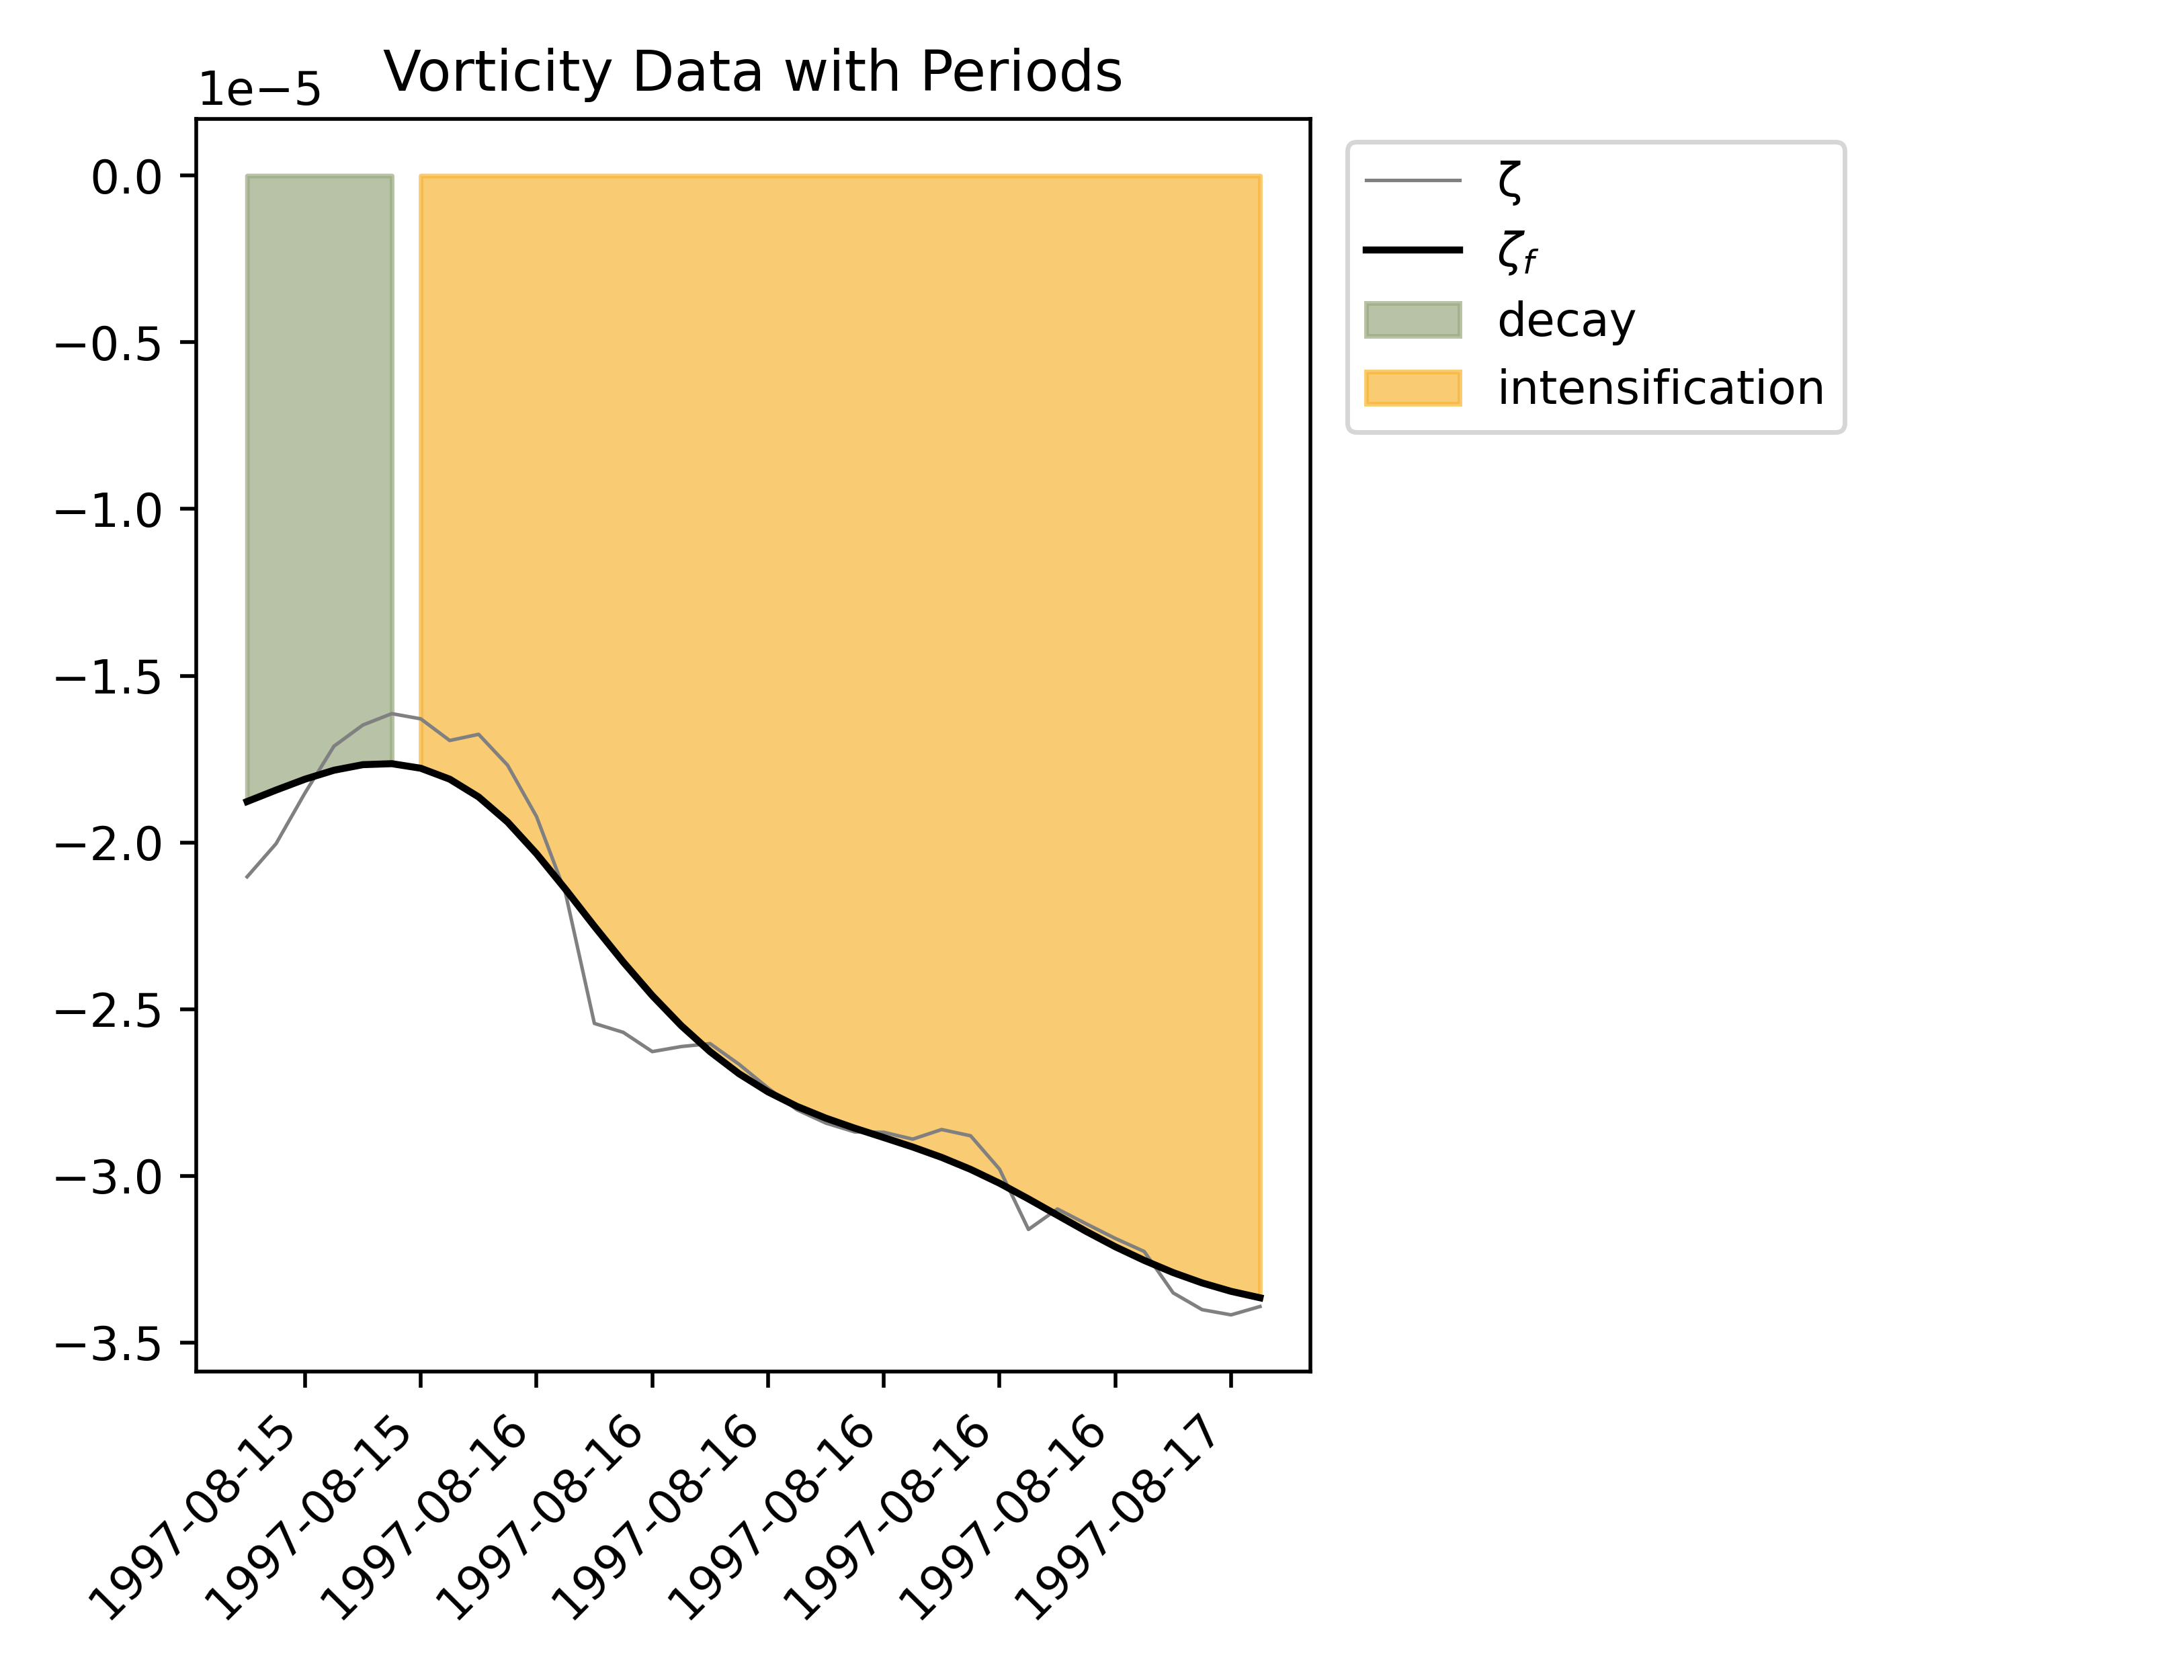 Vorticity Data with Periods
1e−5
0.0
−0.5
−1.0
−1.5
−2.0
−2.5
−3.0
−3.5
1997-08-15
1997-08-15
1997-08-16
1997-08-16
1997-08-16
1997-08-16
1997-08-16
1997-08-16
1997-08-17
ζ
ζf
decay
intensification